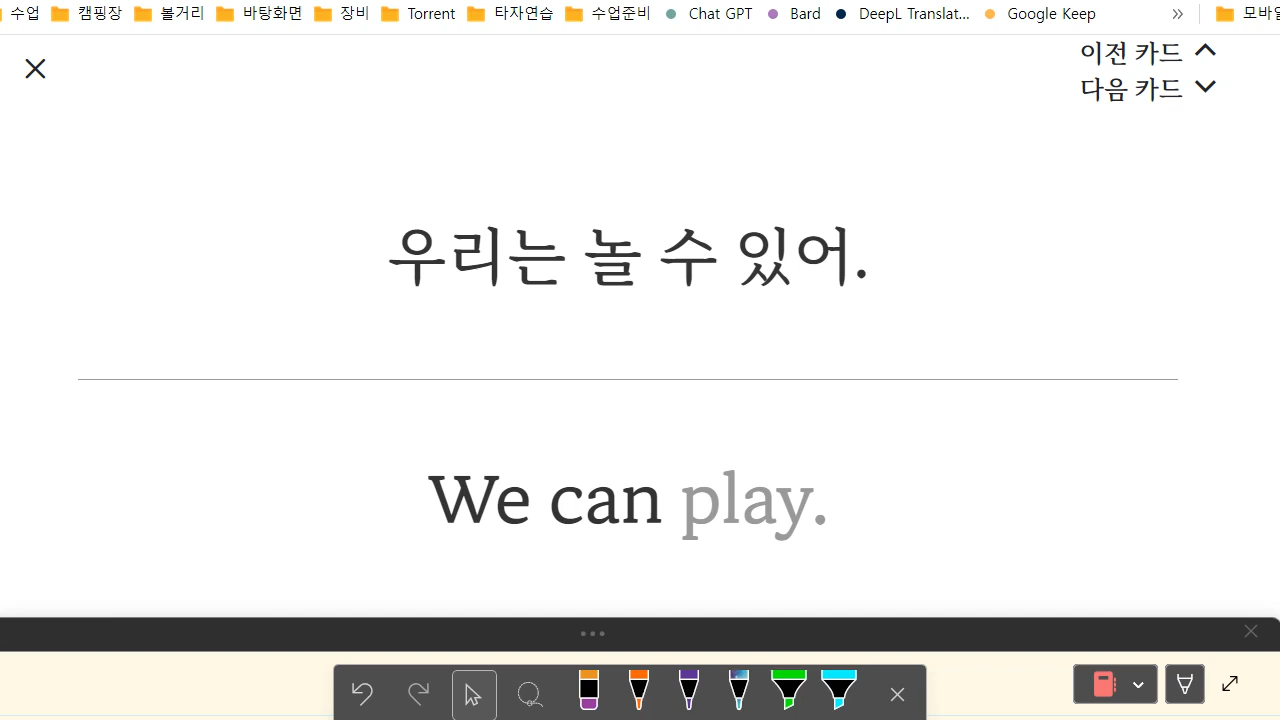 수업 캠핑장 볼거리 바탕화면 장비 Torrent 타자연습 수업준비 Chat GPT Bard DeepL Translat... Google Keep
이전 카드
다음 카드
우리는 놀 수 있어.
We can play.